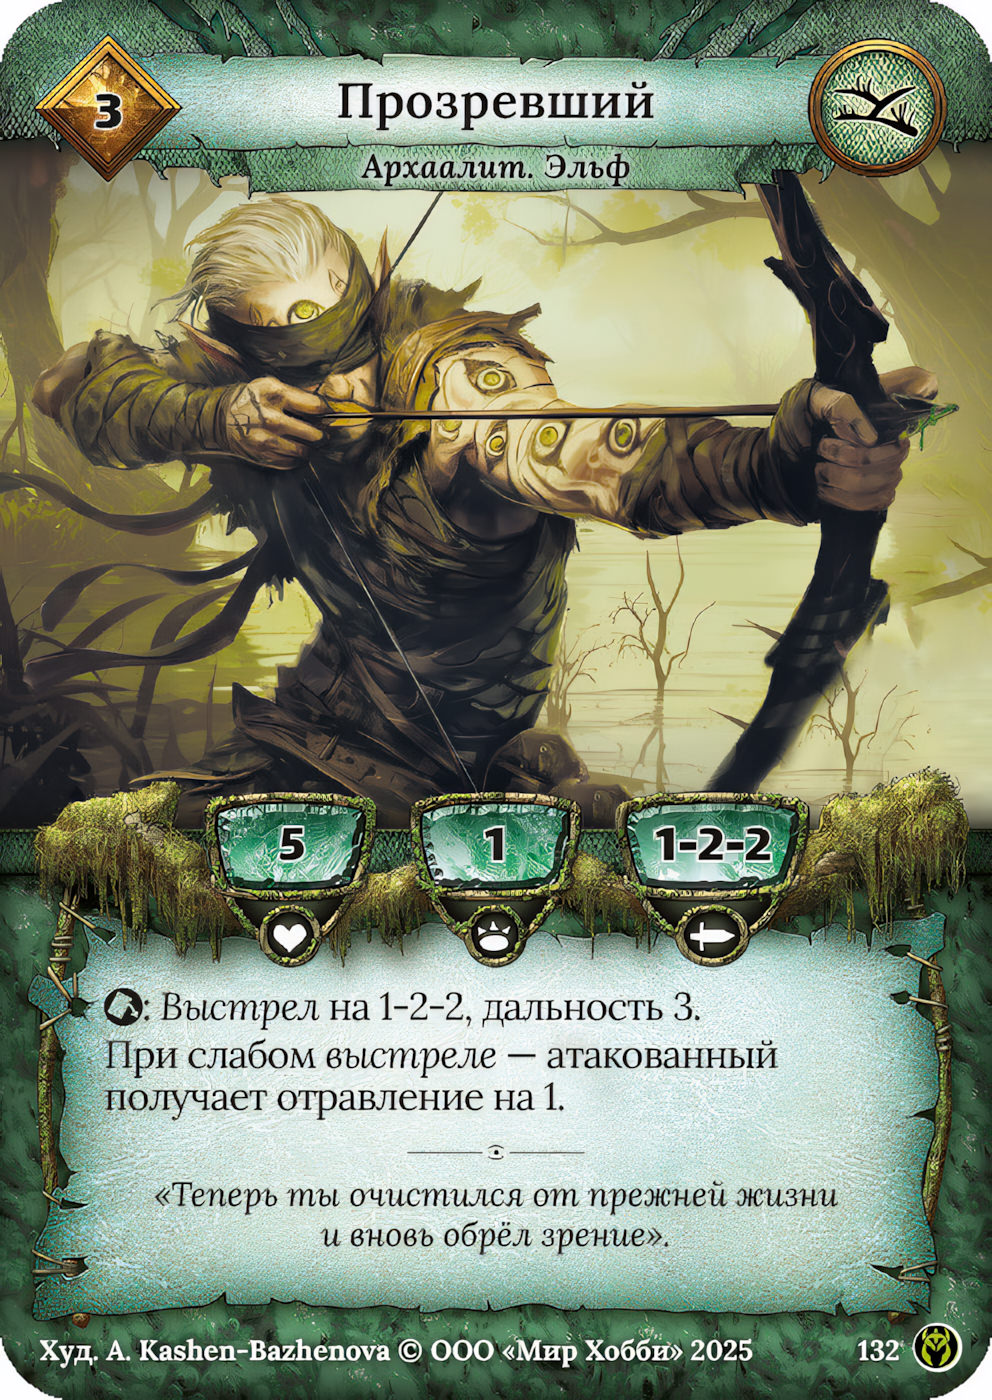 3
Прозревший
Архаалит. Эльф
5
1
1-2-2
: Выстрел на 1-2-2, дальность 3.
При слабом выстреле — атакованный
получает отравление на 1.
«Теперь ты очистился от прежней жизни
и вновь обрёл зрение».
Худ. А. Kashen-Bazhenova © ООО «Мир Хобби» 2025
132